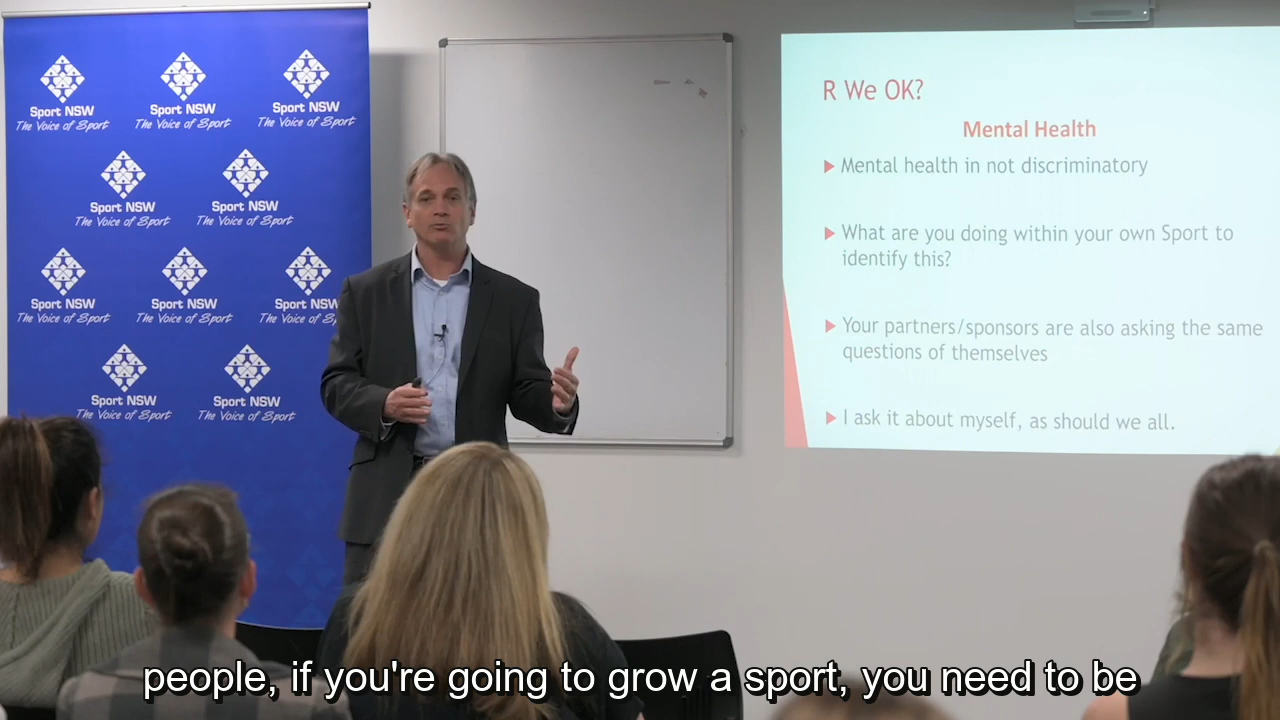 Sport NSW
The Voice of Sport
Sport NSW
The Voice of Sport
Sport NSW
The Voice of Sport
Sport NSW
The Voice of Sport
Sport NSW
The Voice of Sport
Sport NSW
The Voice of Sport
Sport NSW
The Voice of Sport
Sport NSW
The Voice of
Sport NSW
The Voice of Sport
Sport NSW
The Voice of Sport
R We OK?
Mental Health
Mental health in not discriminatory
What are you doing within your own Sport to
identify this?
Your partners/sponsors are also asking the same
questions of themselves
I ask it about myself, as should we all.
people, if you're going to grow a sport, you need to be